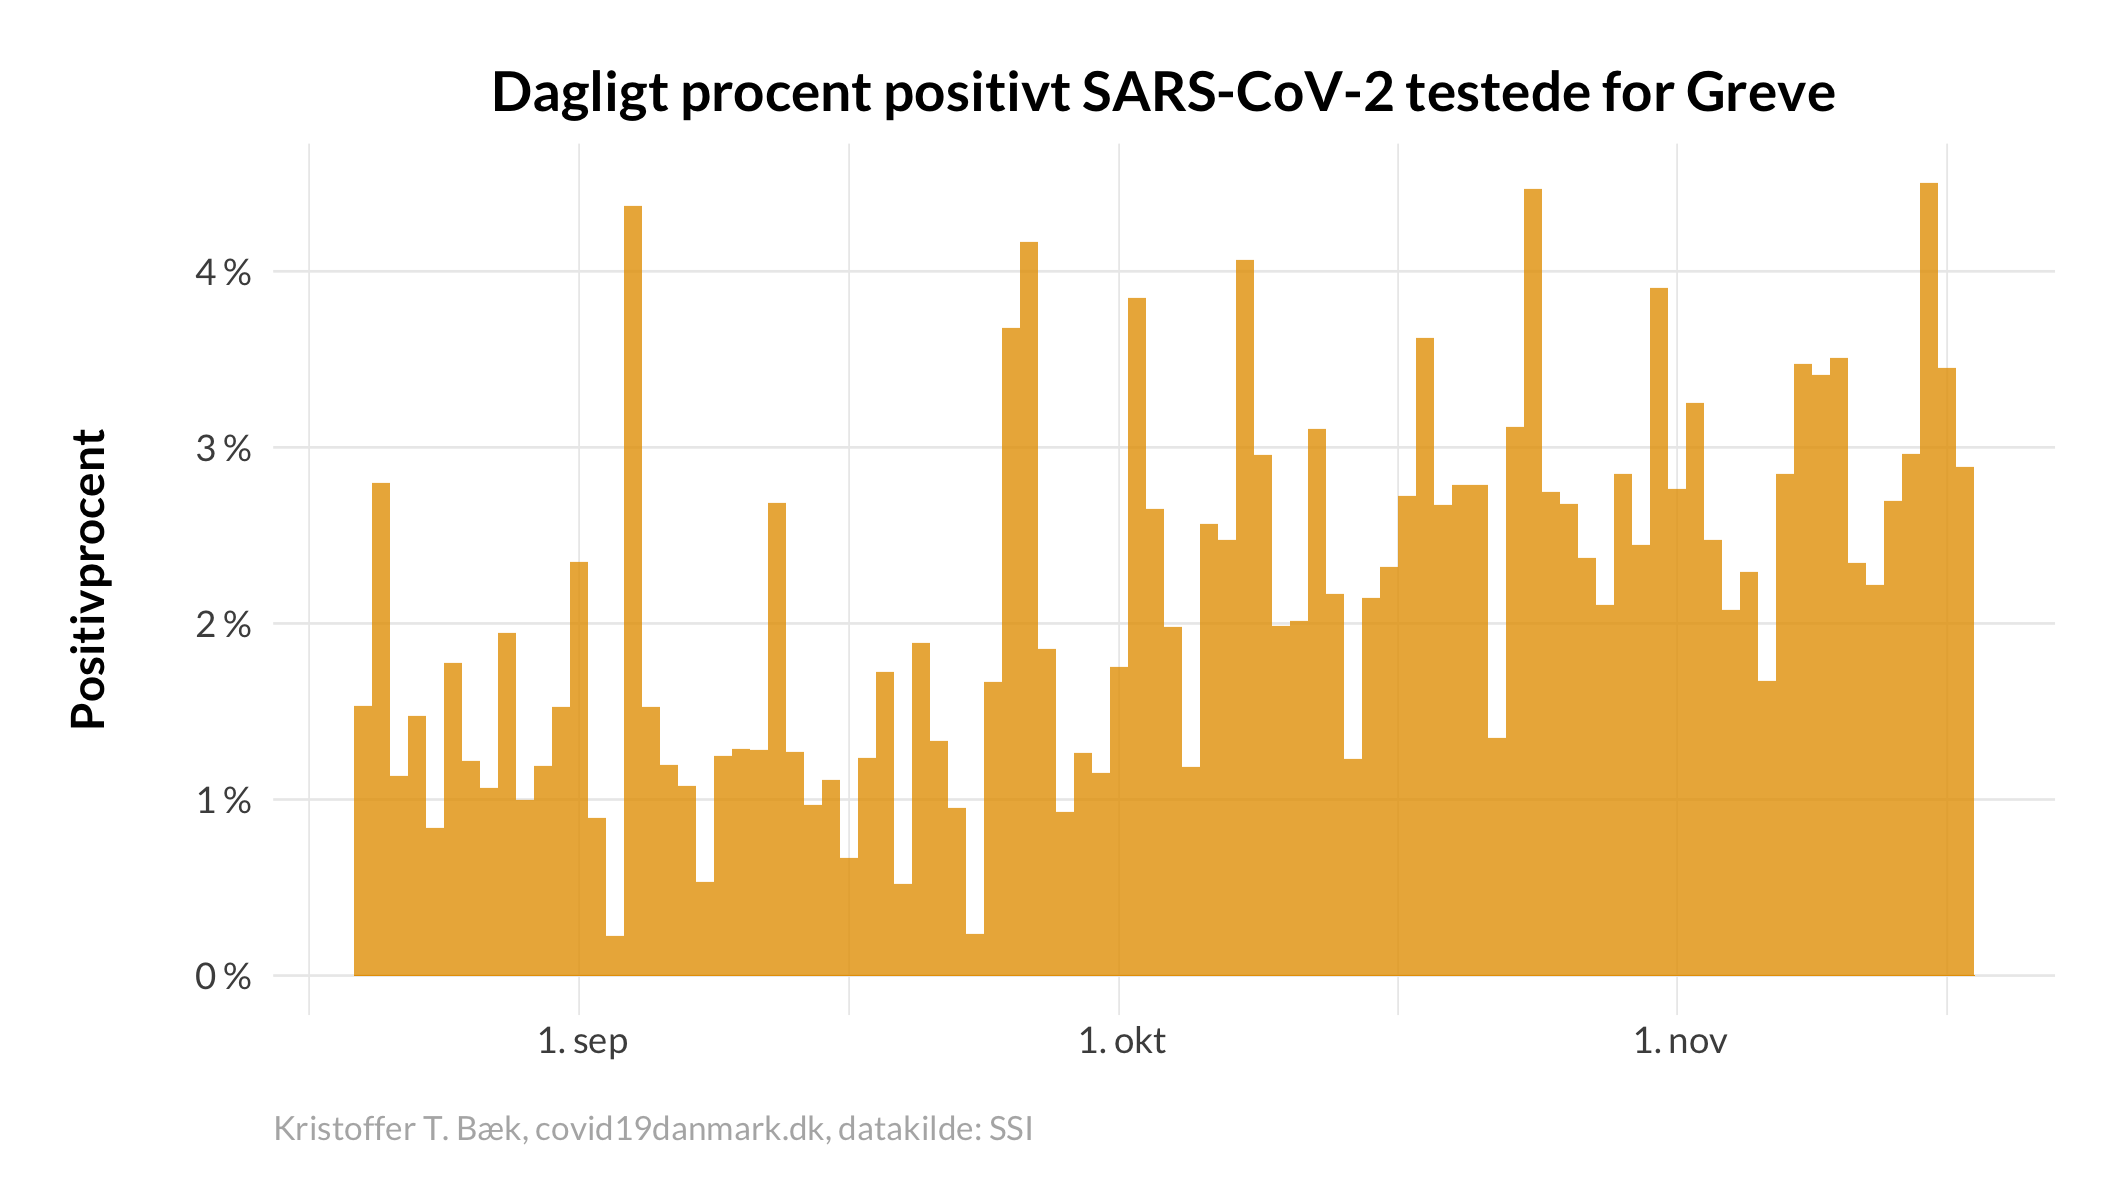 Dagligt procent positivt SARS-CoV-2 testede for Greve
Positivprocent
4 %
3 %
2 %
1 %
0 %
1. sep
1. okt
1. nov
Kristoffer T. Bæk, covid19danmark.dk, datakilde: SSI